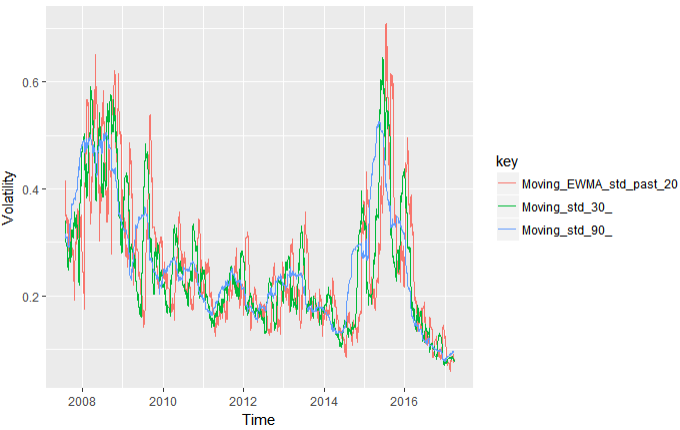 0.6
0.4
0.2
Volatility
2008 2010 2012 2014 2016
Time
key
Moving_EWMA_std_past_20
Moving_std_30_
Moving_std_90_